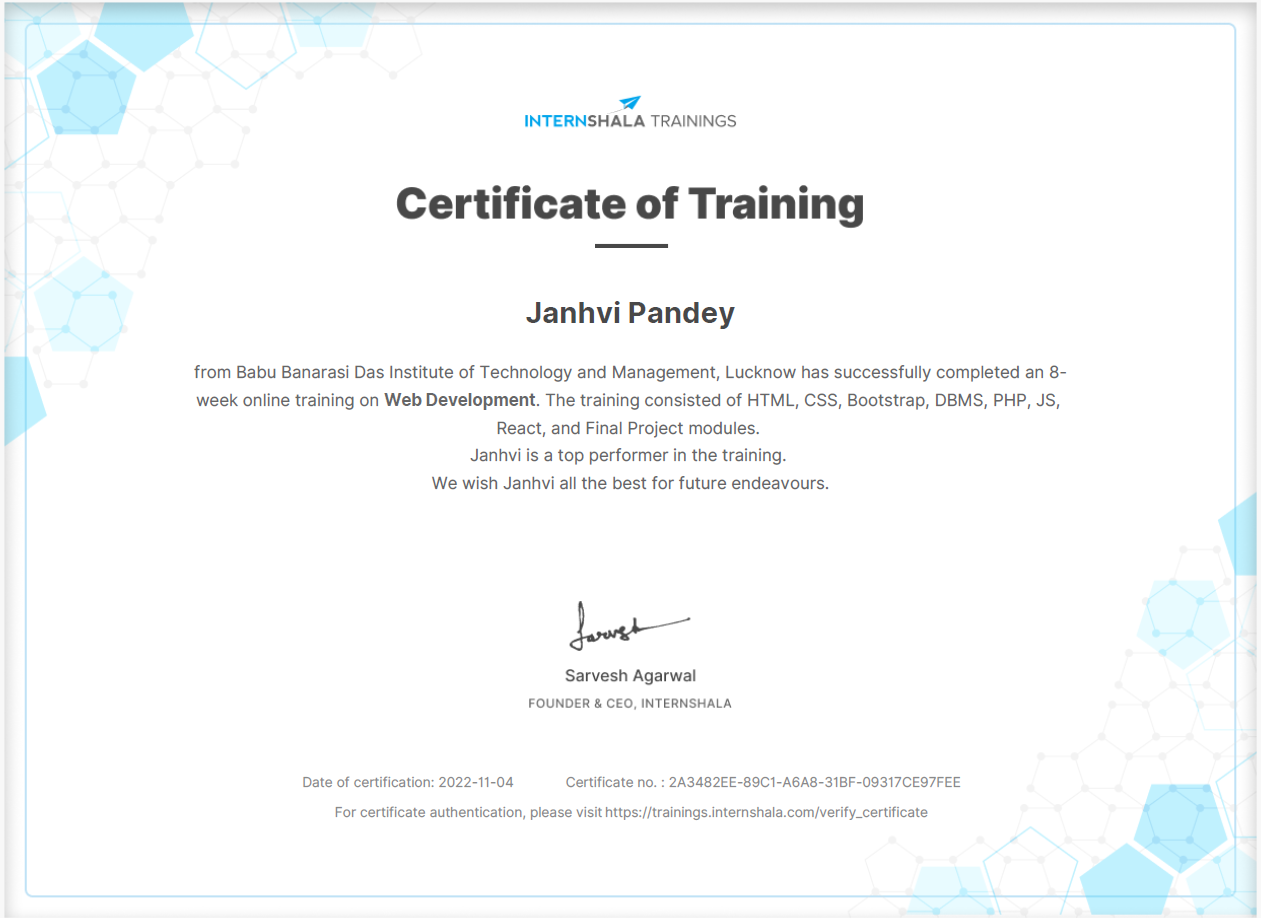 INTERNSHALA TRAININGS
Certificate of Training
Janhvi Pandey
from Babu Banarasi Das Institute of Technology and Management, Lucknow has successfully completed an 8-
week online training on Web Development. The training consisted of HTML, CSS, Bootstrap, DBMS, PHP, JS,
React, and Final Project modules.
Janhvi is a top performer in the training.
We wish Janhvi all the best for future endeavours.
Sarvesh
Sarvesh Agarwal
FOUNDER & CEO, INTERNSHALA
Date of certification: 2022-11-04 Certificate no. : 2A3482EE-89C1-A6A8-31BF-09317CE97FEE
For certificate authentication, please visit https://trainings.internshala.com/verify_certificate